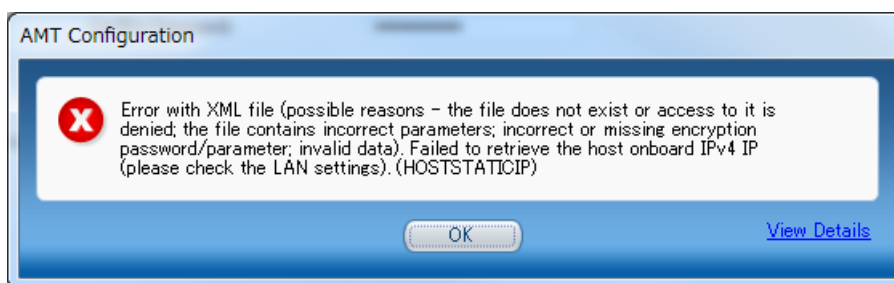 AMT Configuration
Error with XML file (possible reasons - the file does not exist or access to it is
denied; the file contains incorrect parameters; incorrect or missing encryption
password/parameter; invalid data). Failed to retrieve the host onboard IPv4 IP
(please check the LAN settings). (HOSTSTATICIP)
OK
View Details